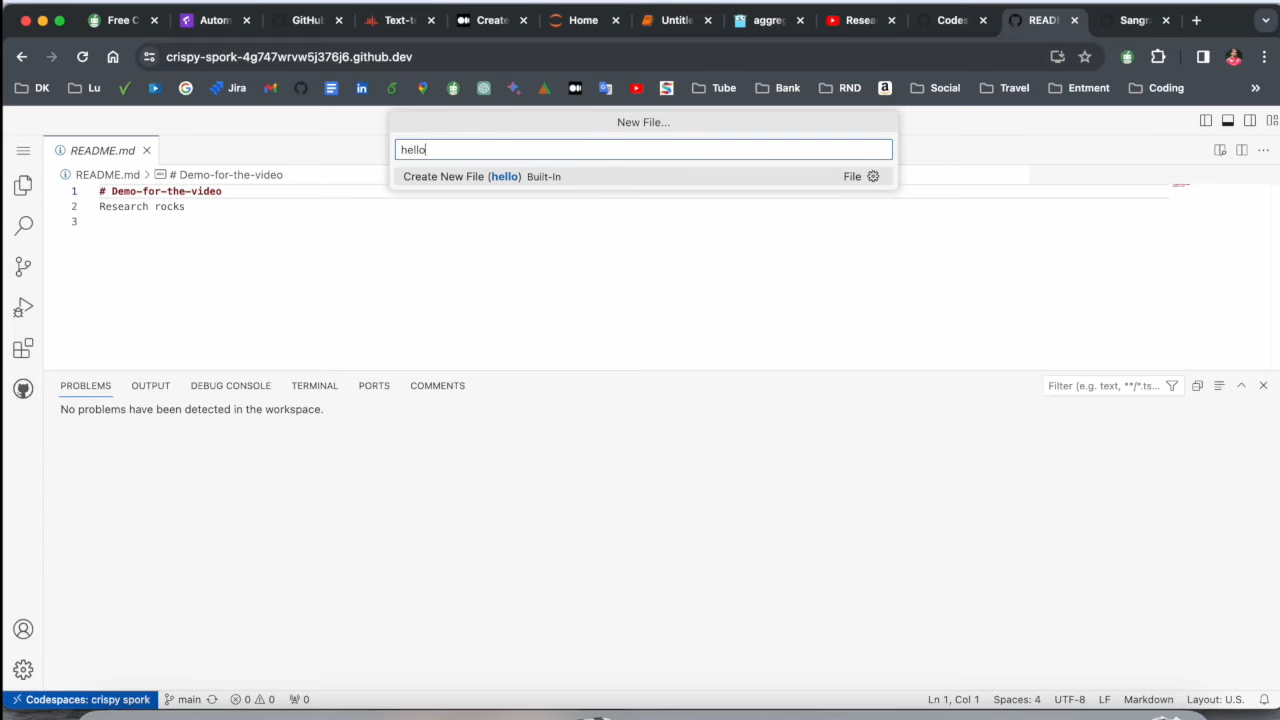 Free C
Autom
GitHu
Text-t
Create
Home
Untitle
aggre
Resea
Codes
READ
Sangra
crispy-spork-4g747wrvw5j376j6.github.dev
DK
Lu
Jira
Tube
Bank
RND
Social
Travel
Entment
Coding
New File...
hello
Create New File (hello) Built-In
File
README.md
README.md > # Demo-for-the-video
1 # Demo-for-the-video
2 Research rocks
3
PROBLEMS OUTPUT DEBUG CONSOLE TERMINAL PORTS COMMENTS
Filter (e.g. text, **/*.ts...
No problems have been detected in the workspace.
Codespaces: crispy spork main 0 0 0 Ln 1, Col 1 Spaces: 4 UTF-8 LF Markdown Layout: U.S.